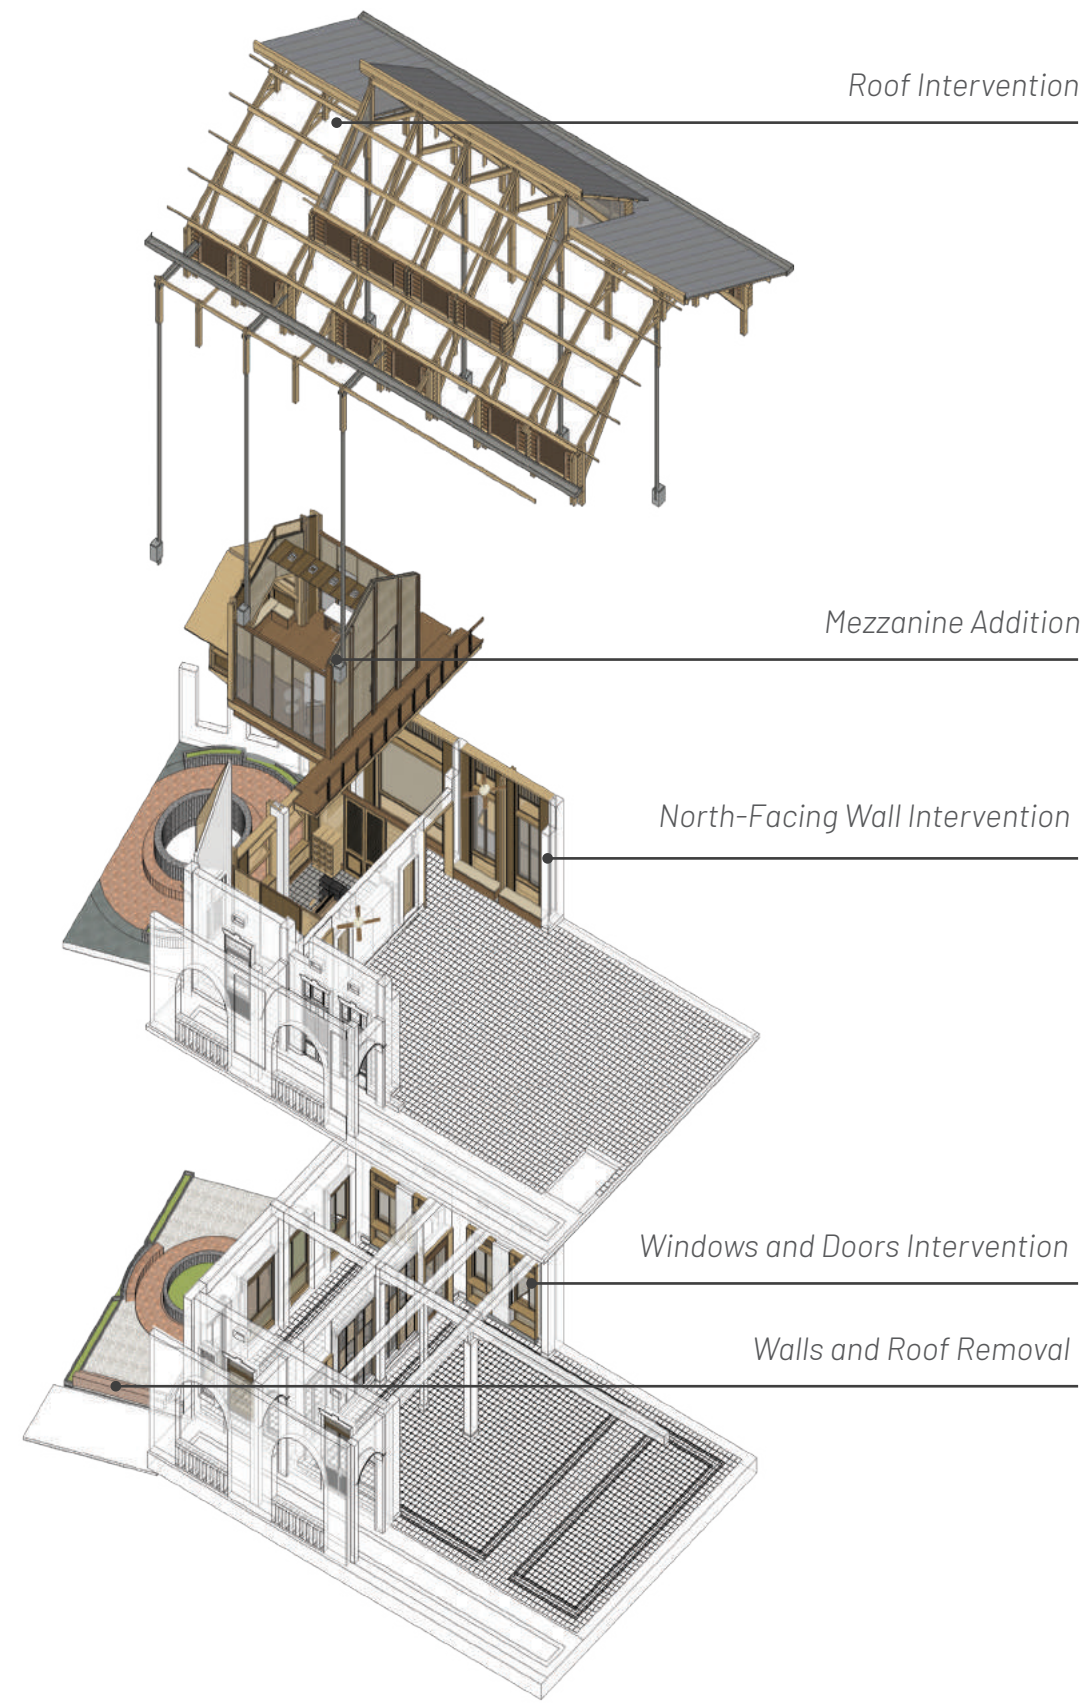 Roof Intervention
Mezzanine Addition
North-Facing Wall Intervention
Windows and Doors Intervention
Walls and Roof Removal